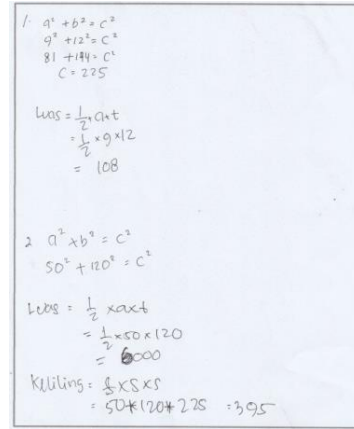 1. a² + b² = c²
9² + 12² = c²
81 + 144 = c²
c = 225
Luas = 1/2 . a . t
= 1/2 × 9 × 12
= 108
2 a² × b² = c²
50² + 120² = c²
Luas = 1/2 × a × t
= 1/2 × 50 × 120
= 6000
Keliling = × S × S
= 50 + 120 + 225 = 395